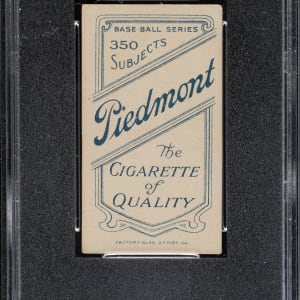 BASE BALL SERIES
350
SUBJECTS
Piedmont
The
CIGARETTE
of
QUALITY
FACTORY No. 25, 2nd DIST. VA.